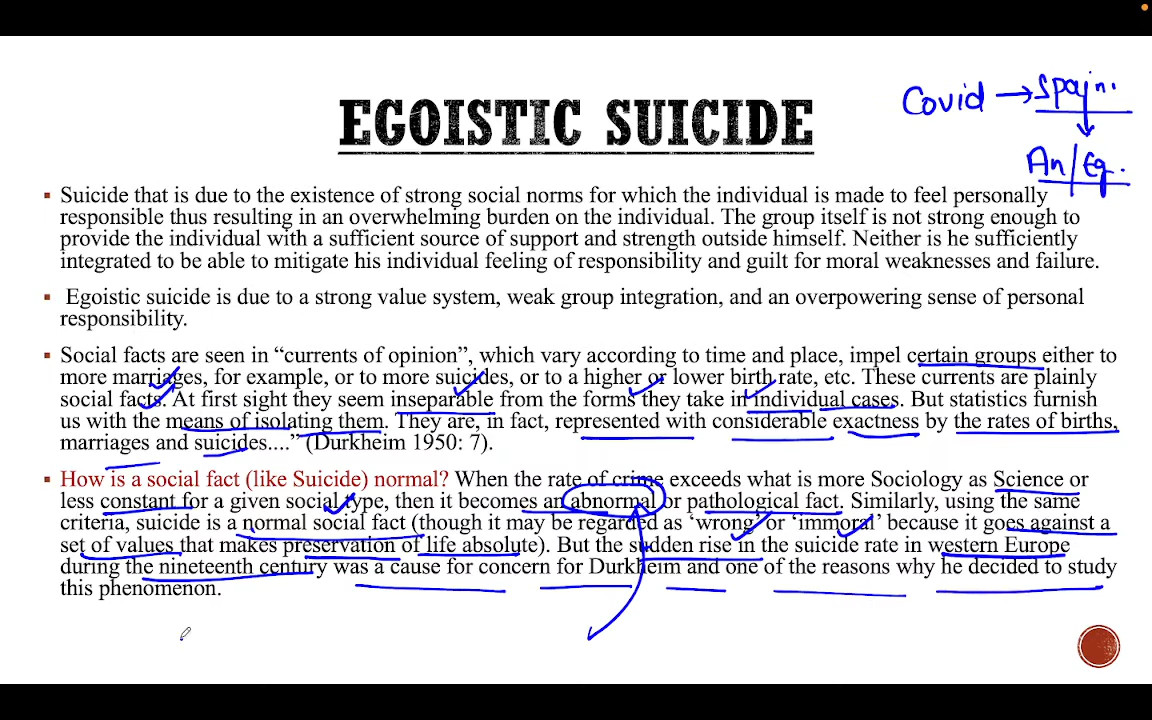 Covid → Spain.
An/Eg.
EGOISTIC SUICIDE
▪ Suicide that is due to the existence of strong social norms for which the individual is made to feel personally
responsible thus resulting in an overwhelming burden on the individual. The group itself is not strong enough to
provide the individual with a sufficient source of support and strength outside himself. Neither is he sufficiently
integrated to be able to mitigate his individual feeling of responsibility and guilt for moral weaknesses and failure.
▪ Egoistic suicide is due to a strong value system, weak group integration, and an overpowering sense of personal
responsibility.
▪ Social facts are seen in “currents of opinion”, which vary according to time and place, impel certain groups either to
more marriages, for example, or to more suicides, or to a higher or lower birth rate, etc. These currents are plainly
social facts. At first sight they seem inseparable from the forms they take in individual cases. But statistics furnish
us with the means of isolating them. They are, in fact, represented with considerable exactness by the rates of births,
marriages and suicides....” (Durkheim 1950: 7).
▪ How is a social fact (like Suicide) normal? When the rate of crime exceeds what is more Sociology as Science or
less constant for a given social type, then it becomes an abnormal or pathological fact. Similarly, using the same
criteria, suicide is a normal social fact (though it may be regarded as ‘wrong’ or ‘immoral’ because it goes against a
set of values that makes preservation of life absolute). But the sudden rise in the suicide rate in western Europe
during the nineteenth century was a cause for concern for Durkheim and one of the reasons why he decided to study
this phenomenon.